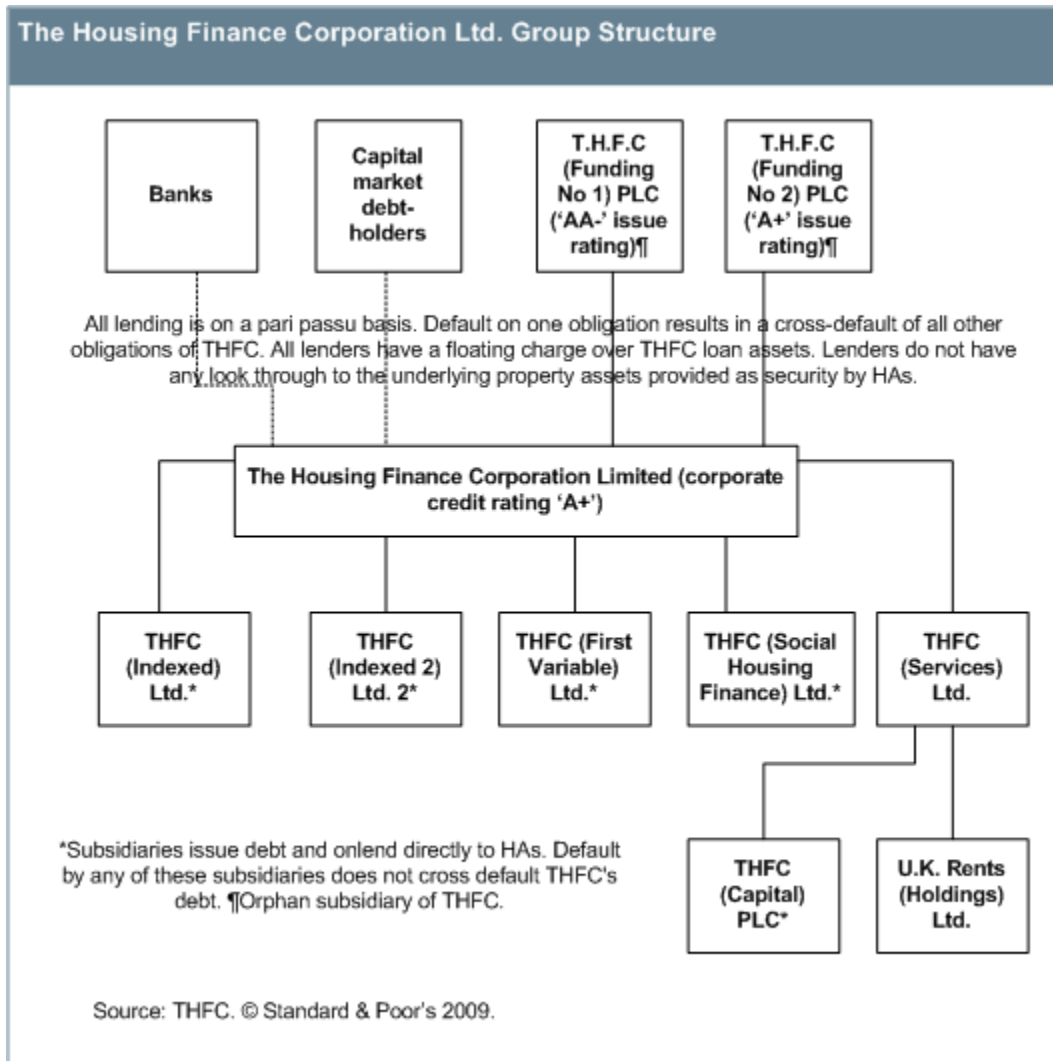 The Housing Finance Corporation Ltd. Group Structure
Banks
Capital
market
debt-
holders
T.H.F.C
(Funding
No 1) PLC
(‘AA-’ issue
rating)¶
T.H.F.C
(Funding
No 2) PLC
(‘A+’ issue
rating)¶
All lending is on a pari passu basis. Default on one obligation results in a cross-default of all other
obligations of THFC. All lenders have a floating charge over THFC loan assets. Lenders do not have
any look through to the underlying property assets provided as security by HAs.
The Housing Finance Corporation Limited (corporate
credit rating ‘A+’)
THFC
(Indexed)
Ltd.*
THFC
(Indexed 2)
Ltd. 2*
THFC (First
Variable)
Ltd.*
THFC (Social
Housing
Finance) Ltd.*
THFC
(Services)
Ltd.
*Subsidiaries issue debt and onlend directly to HAs. Default
by any of these subsidiaries does not cross default THFC's
debt. ¶Orphan subsidiary of THFC.
THFC
(Capital)
PLC*
U.K. Rents
(Holdings)
Ltd.
Source: THFC. © Standard & Poor's 2009.